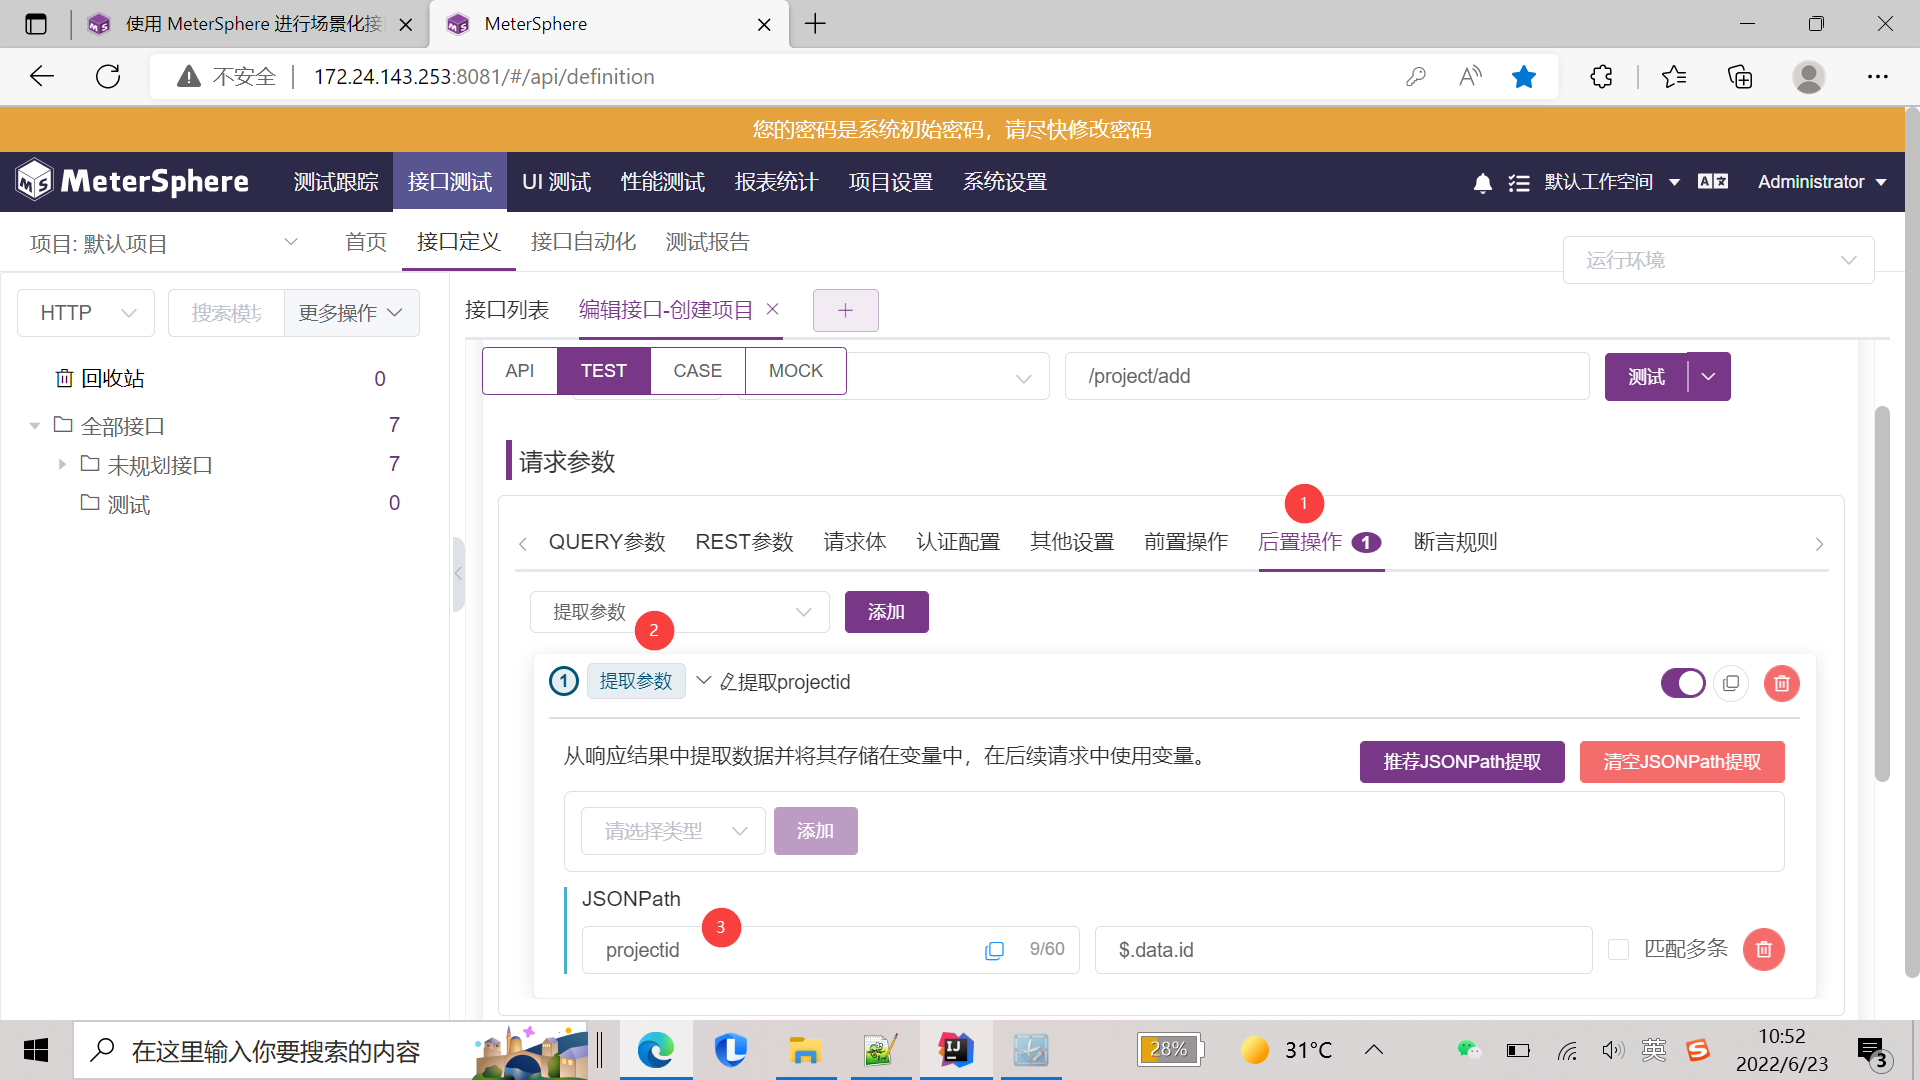 使用 MeterSphere 进行场景化接
MeterSphere
不安全
172.24.143.253:8081/#/api/definition
您的密码是系统初始密码，请尽快修改密码
MeterSphere
测试跟踪
接口测试
UI 测试
性能测试
报表统计
项目设置
系统设置
默认工作空间
Administrator
项目: 默认项目
首页
接口定义
接口自动化
测试报告
运行环境
HTTP
搜索模块
更多操作
接口列表
编辑接口-创建项目
回收站
0
全部接口
7
未规划接口
7
测试
0
API
TEST
CASE
MOCK
/project/add
测试
请求参数
1
QUERY参数
REST参数
请求体
认证配置
其他设置
前置操作
后置操作
1
断言规则
提取参数
2
添加
1
提取参数
提取projectid
从响应结果中提取数据并将其存储在变量中，在后续请求中使用变量。
推荐JSONPath提取
清空JSONPath提取
请选择类型
添加
JSONPath
3
projectid
9/60
$.data.id
匹配多条
在这里输入你要搜索的内容
28%
31°C
英
10:52
2022/6/23
3